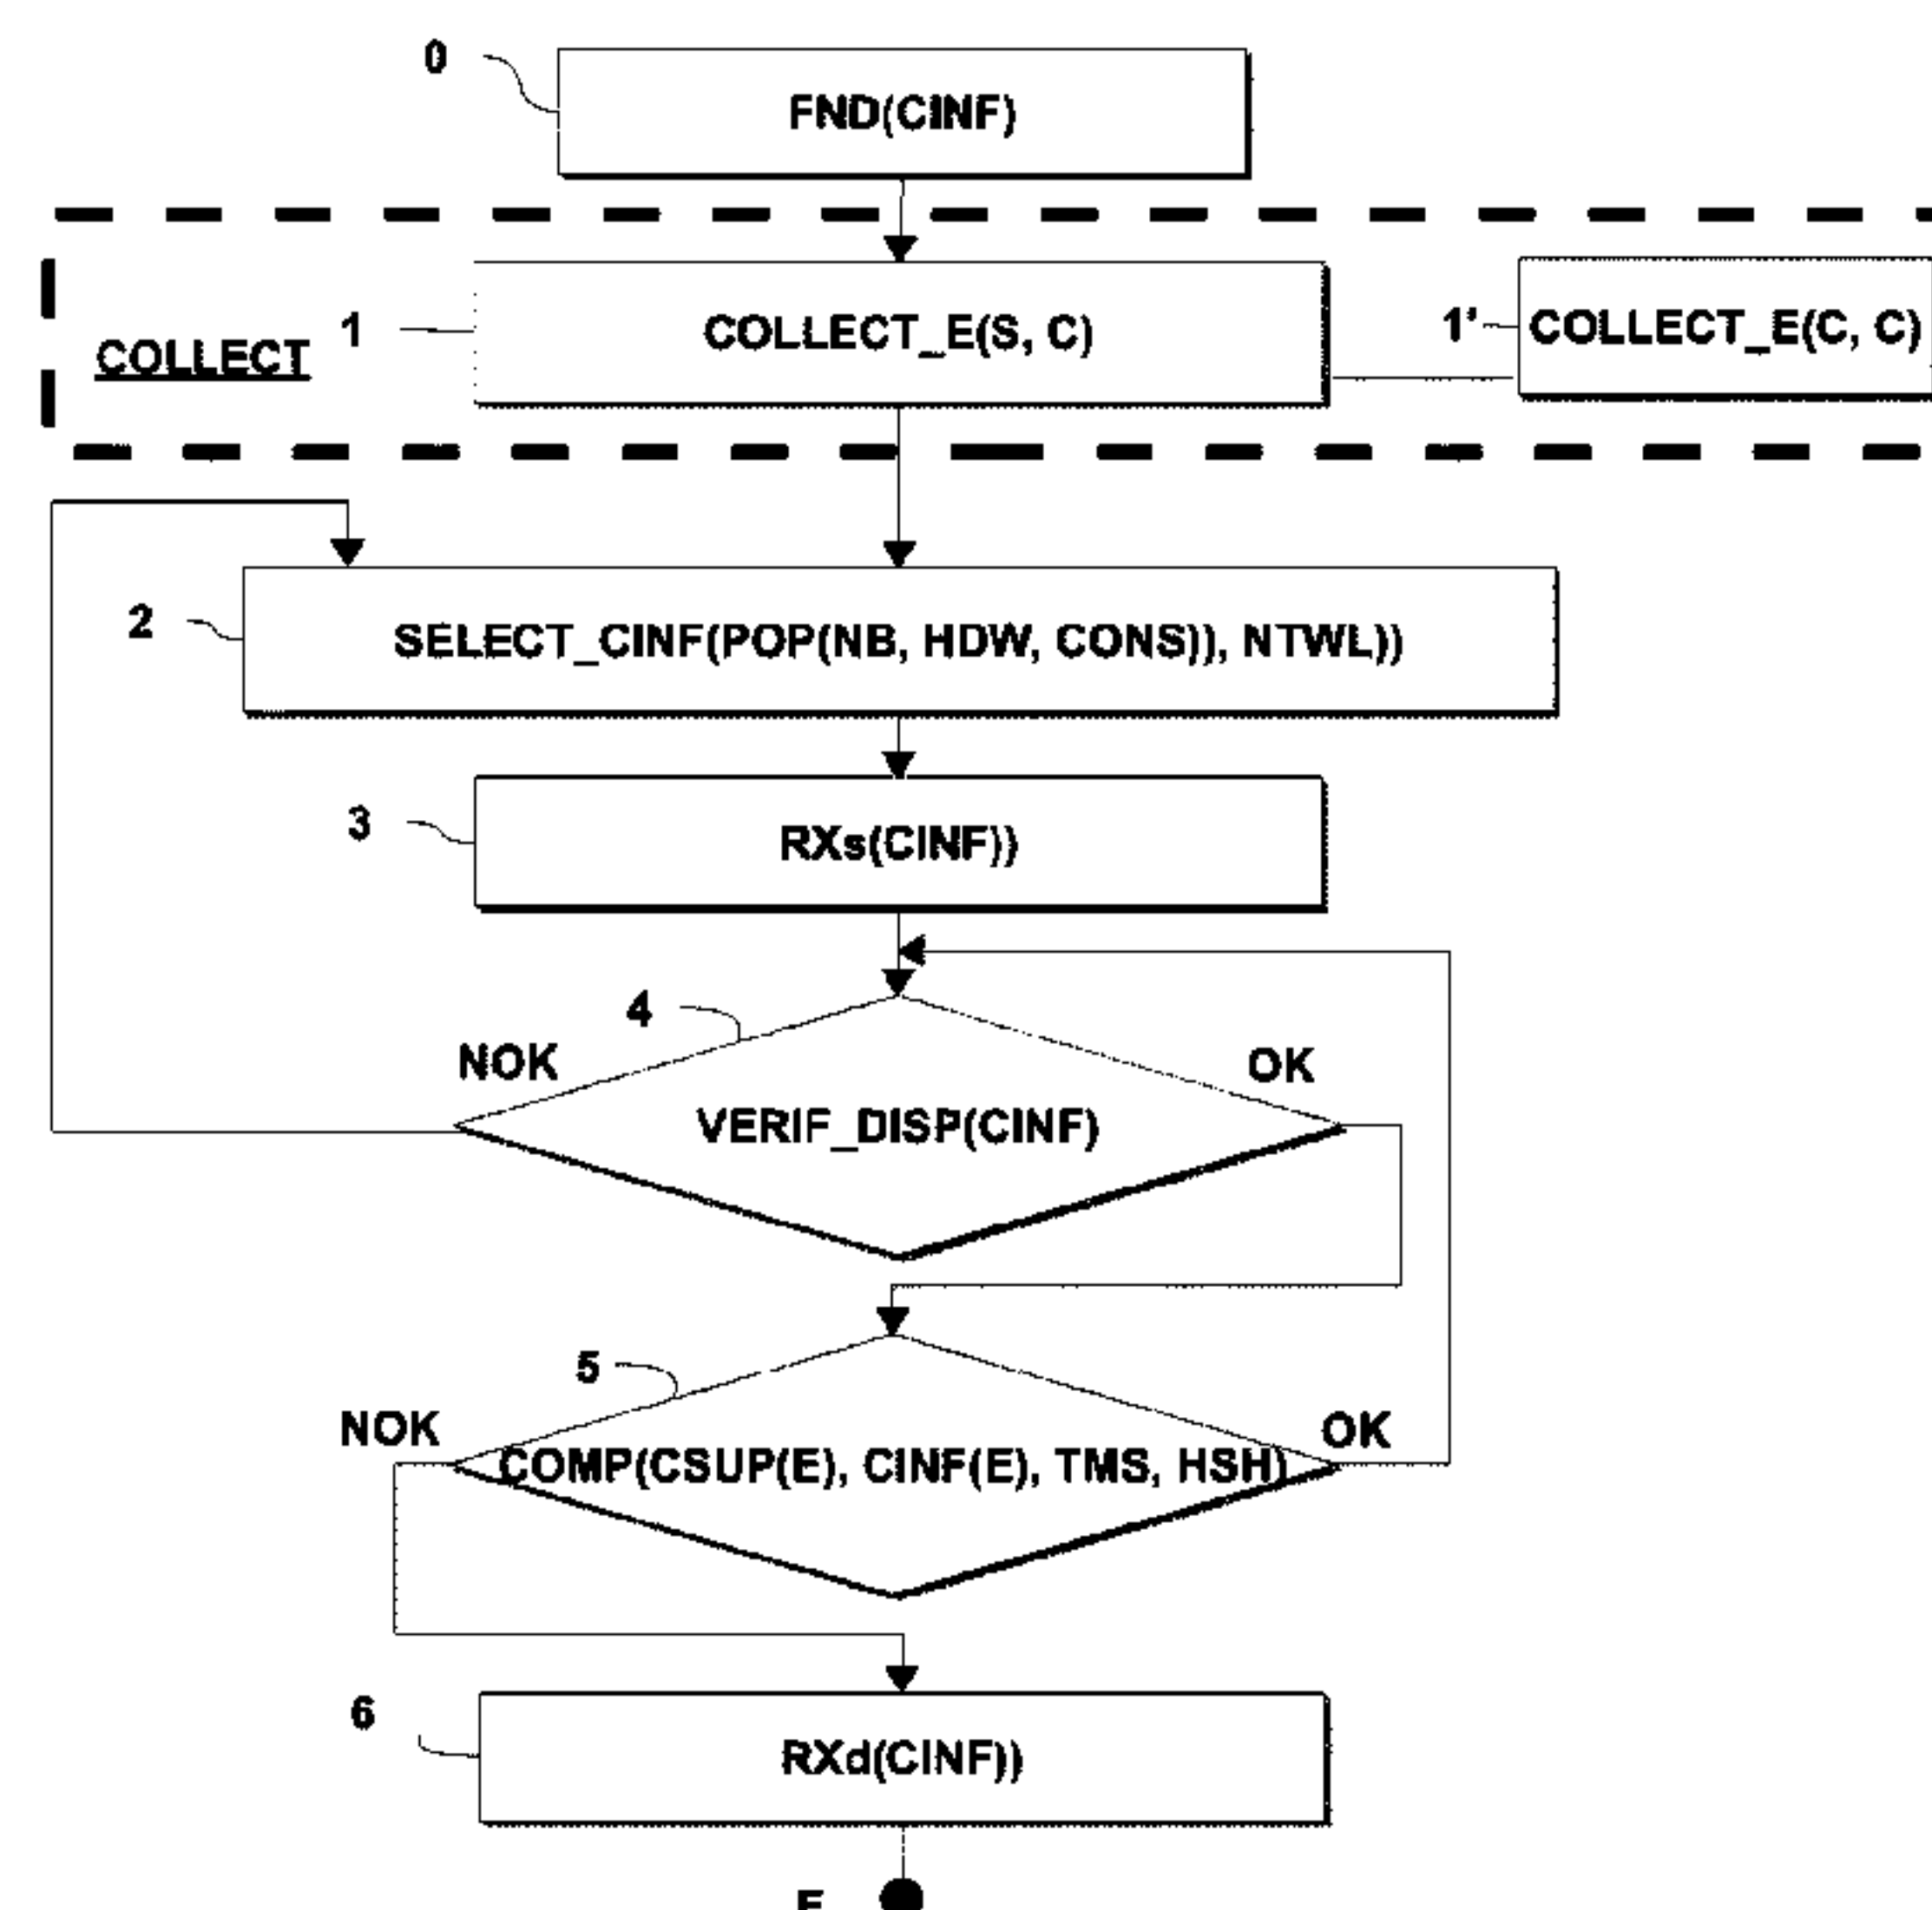 0
FND(CINF)
COLLECT
1
COLLECT_E(S, C)
1'
COLLECT_E(C, C)
2
SELECT_CINF(POP(NB, HDW, CONS)), NTWL))
3
RXs(CINF))
4
NOK
OK
VERIF_DISP(CINF)
5
NOK
OK
COMP(CSUP(E), CINF(E), TMS, HSH)
6
RXd(CINF))